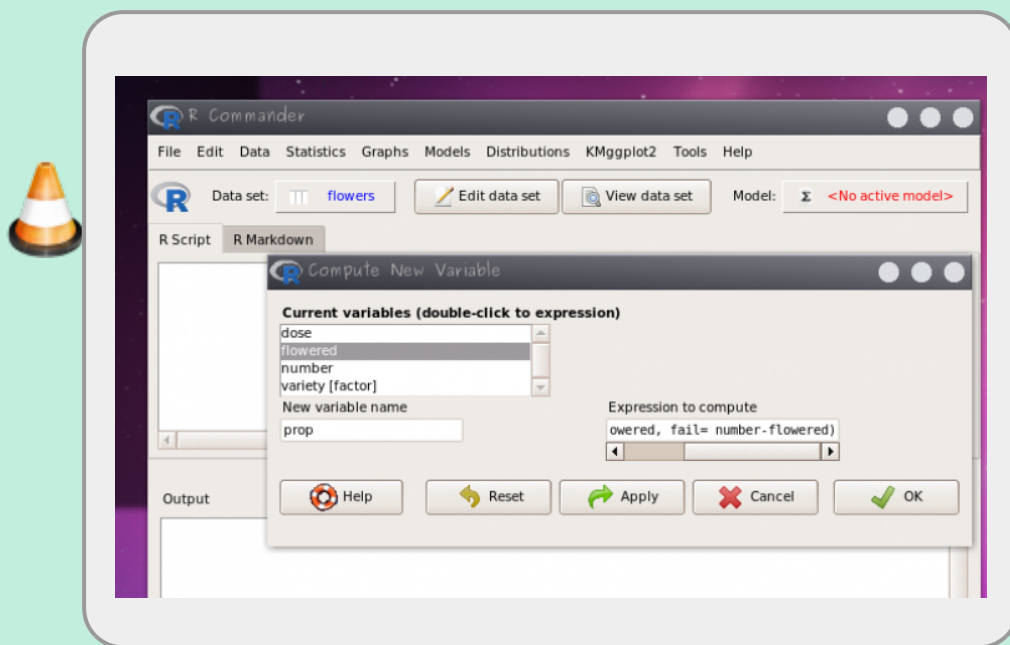 R Commander
File Edit Data Statistics Graphs Models Distributions KMggplot2 Tools Help
R Data set: flowers Edit data set View data set Model: Σ <No active model>
R Script R Markdown
Compute New Variable
Current variables (double-click to expression)
dose
flowered
number
variety [factor]
New variable name Expression to compute
prop owered, fail= number-flowered)
Help Reset Apply Cancel OK
Output